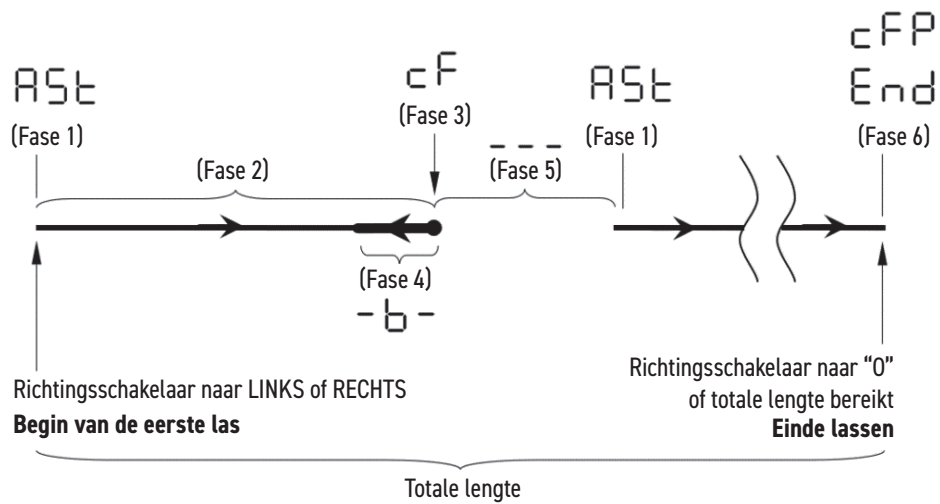 ASt
(Fase 1)
(Fase 2)
cF
(Fase 3)
- - -
(Fase 5)
ASt
(Fase 1)
cFP
End
(Fase 6)
(Fase 4)
-b-
Richtingsschakelaar naar LINKS of RECHTS
Begin van de eerste las
Richtingsschakelaar naar “0”
of totale lengte bereikt
Einde lassen
Totale lengte